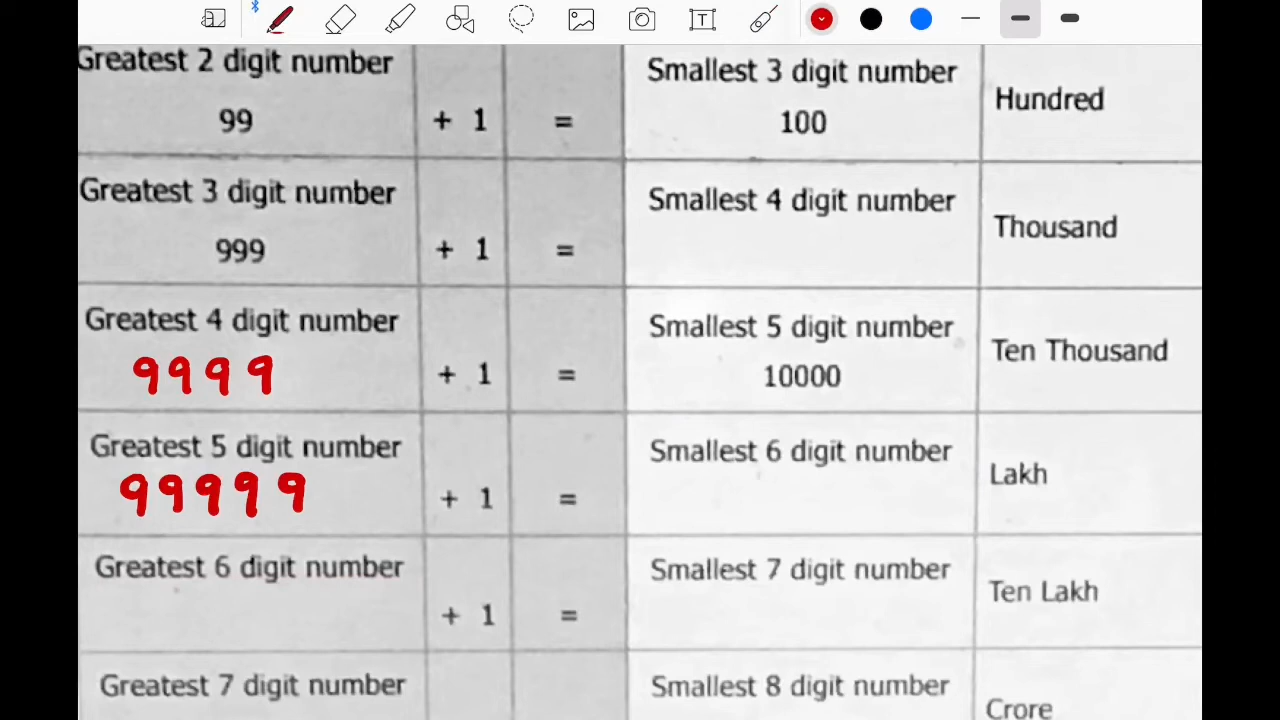 Greatest 2 digit number
99
+ 1
=
Smallest 3 digit number
100
Hundred
Greatest 3 digit number
999
+ 1
=
Smallest 4 digit number
Thousand
Greatest 4 digit number
9999
+ 1
=
Smallest 5 digit number
10000
Ten Thousand
Greatest 5 digit number
99999
+ 1
=
Smallest 6 digit number
Lakh
Greatest 6 digit number
+ 1
=
Smallest 7 digit number
Ten Lakh
Greatest 7 digit number
Smallest 8 digit number
Crore